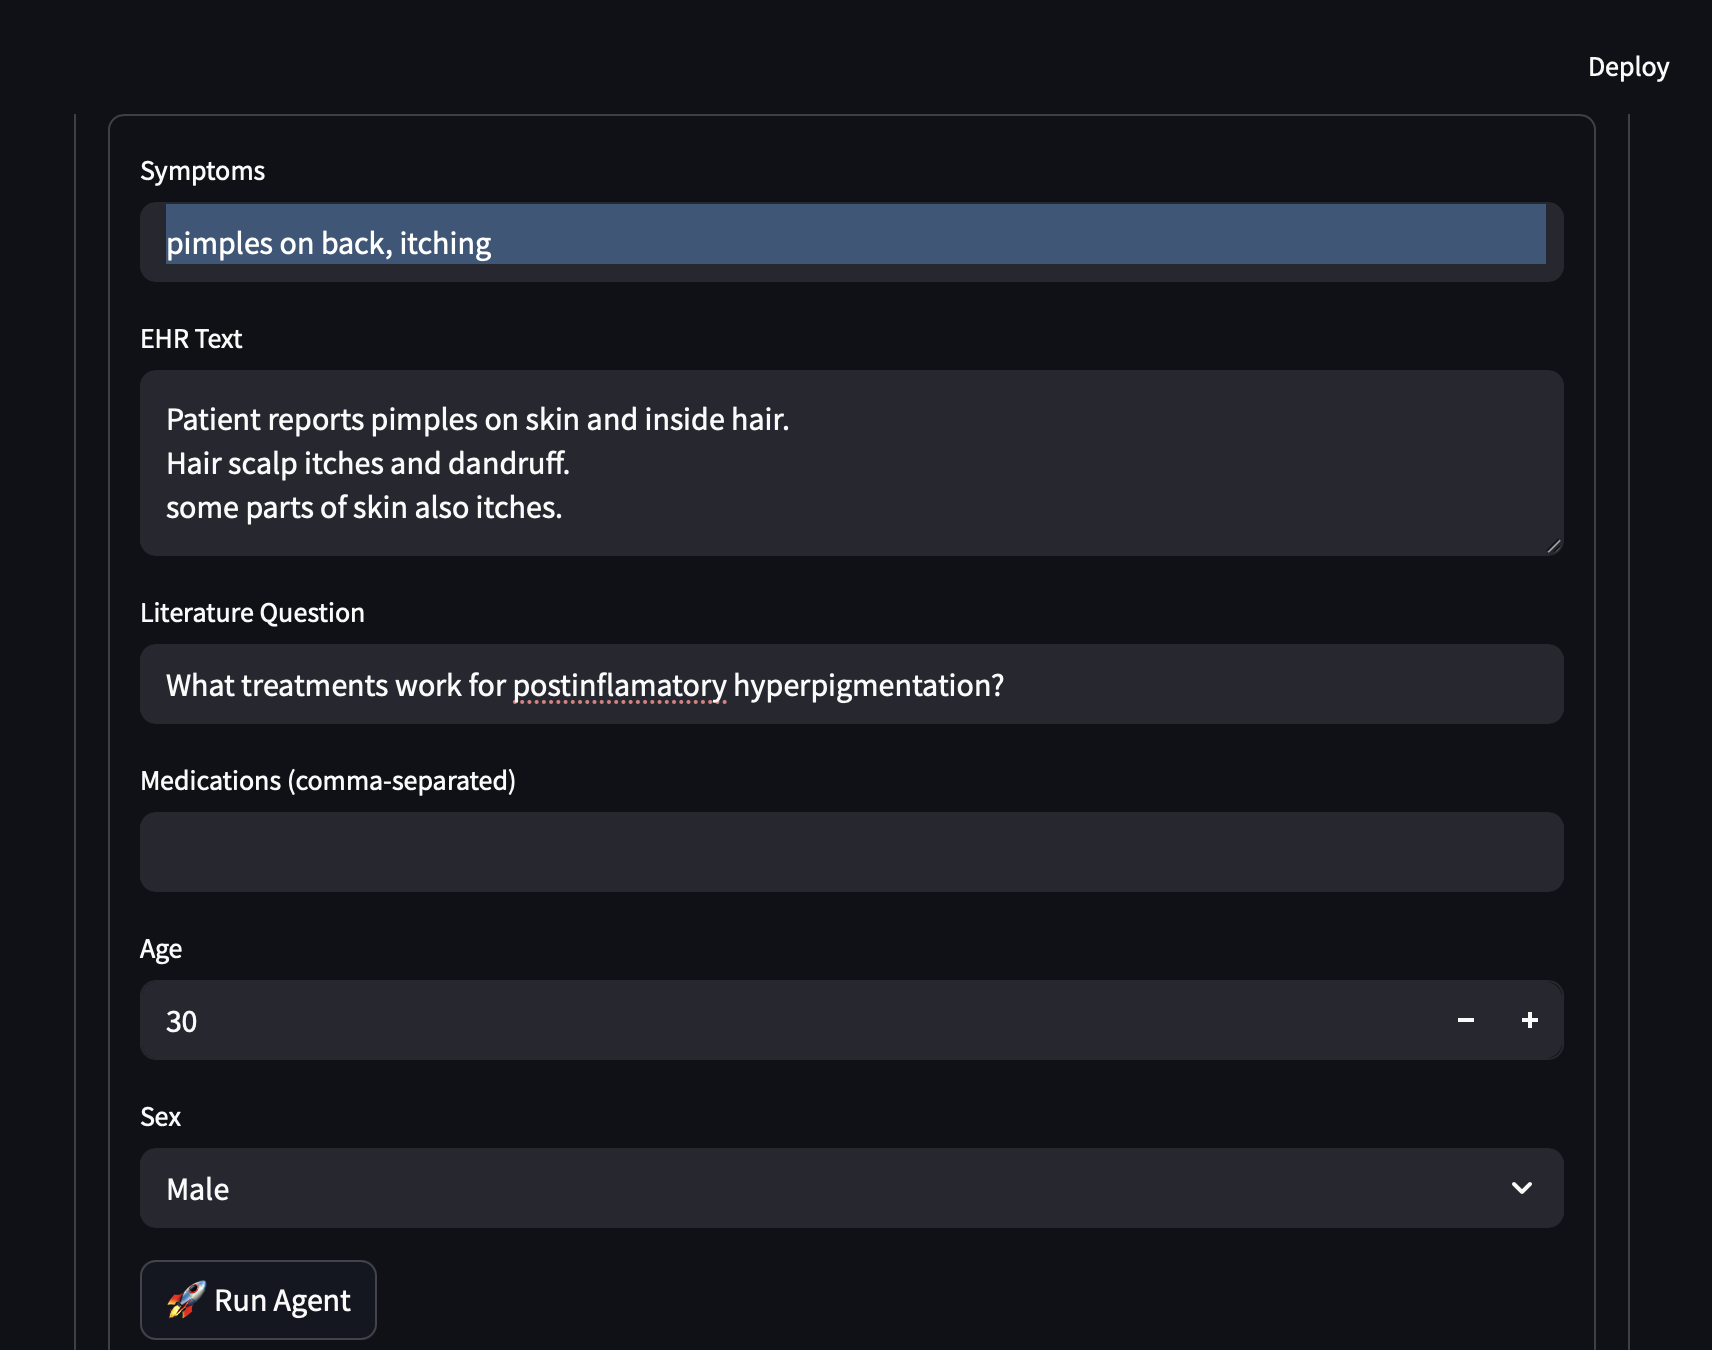 Deploy
Symptoms
pimples on back, itching
EHR Text
Patient reports pimples on skin and inside hair.
Hair scalp itches and dandruff.
some parts of skin also itches.
Literature Question
What treatments work for postinflamatory hyperpigmentation?
Medications (comma-separated)
Age
30
Sex
Male
🚀 Run Agent